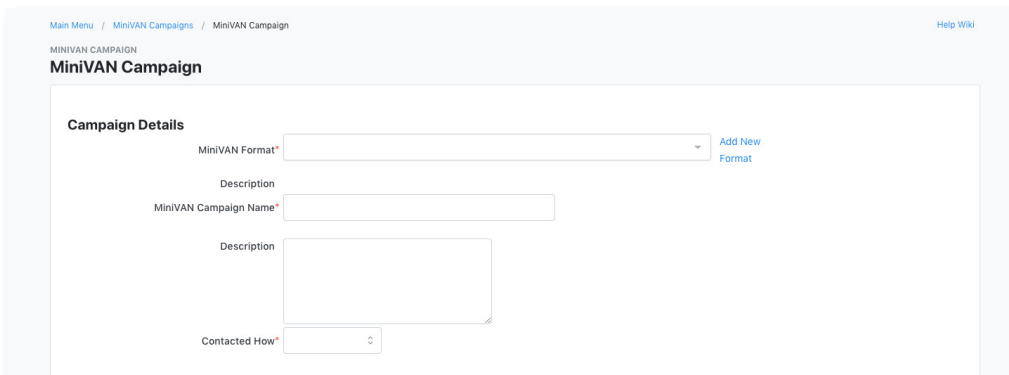 Main Menu / MiniVAN Campaigns / MiniVAN Campaign
Help Wiki
MINIVAN CAMPAIGN
MiniVAN Campaign
Campaign Details
MiniVAN Format*
Add New
Format
Description
MiniVAN Campaign Name*
Description
Contacted How*